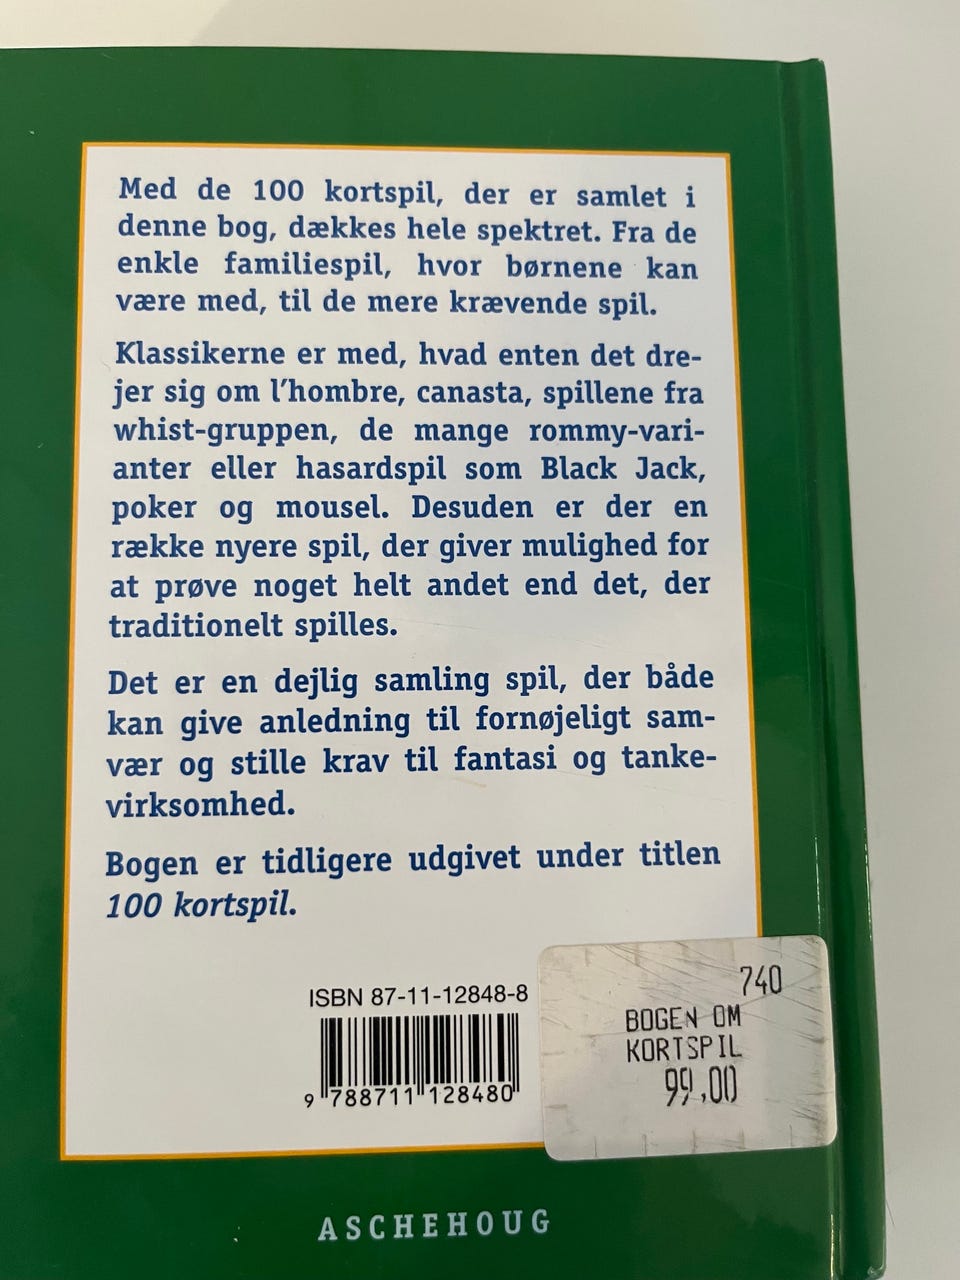 Med de 100 kortspil, der er samlet i
denne bog, dækkes hele spektret. Fra de
enkle familiespil, hvor børnene kan
være med, til de mere krævende spil.
Klassikerne er med, hvad enten det dre-
jer sig om l'hombre, canasta, spillene fra
whist-gruppen, de mange rommy-vari-
anter eller hasardspil som Black Jack,
poker og mousel. Desuden er der en
række nyere spil, der giver mulighed for
at prøve noget helt andet end det, der
traditionelt spilles.
Det er en dejlig samling spil, der både
kan give anledning til fornøjeligt sam-
vær og stille krav til fantasi og tanke-
virksomhed.
Bogen er tidligere udgivet under titlen
100 kortspil.
ISBN 87-11-12848-8
9 788711 128480
740
BOGEN OM
KORTSPIL
99,00
ASCHEHOUG